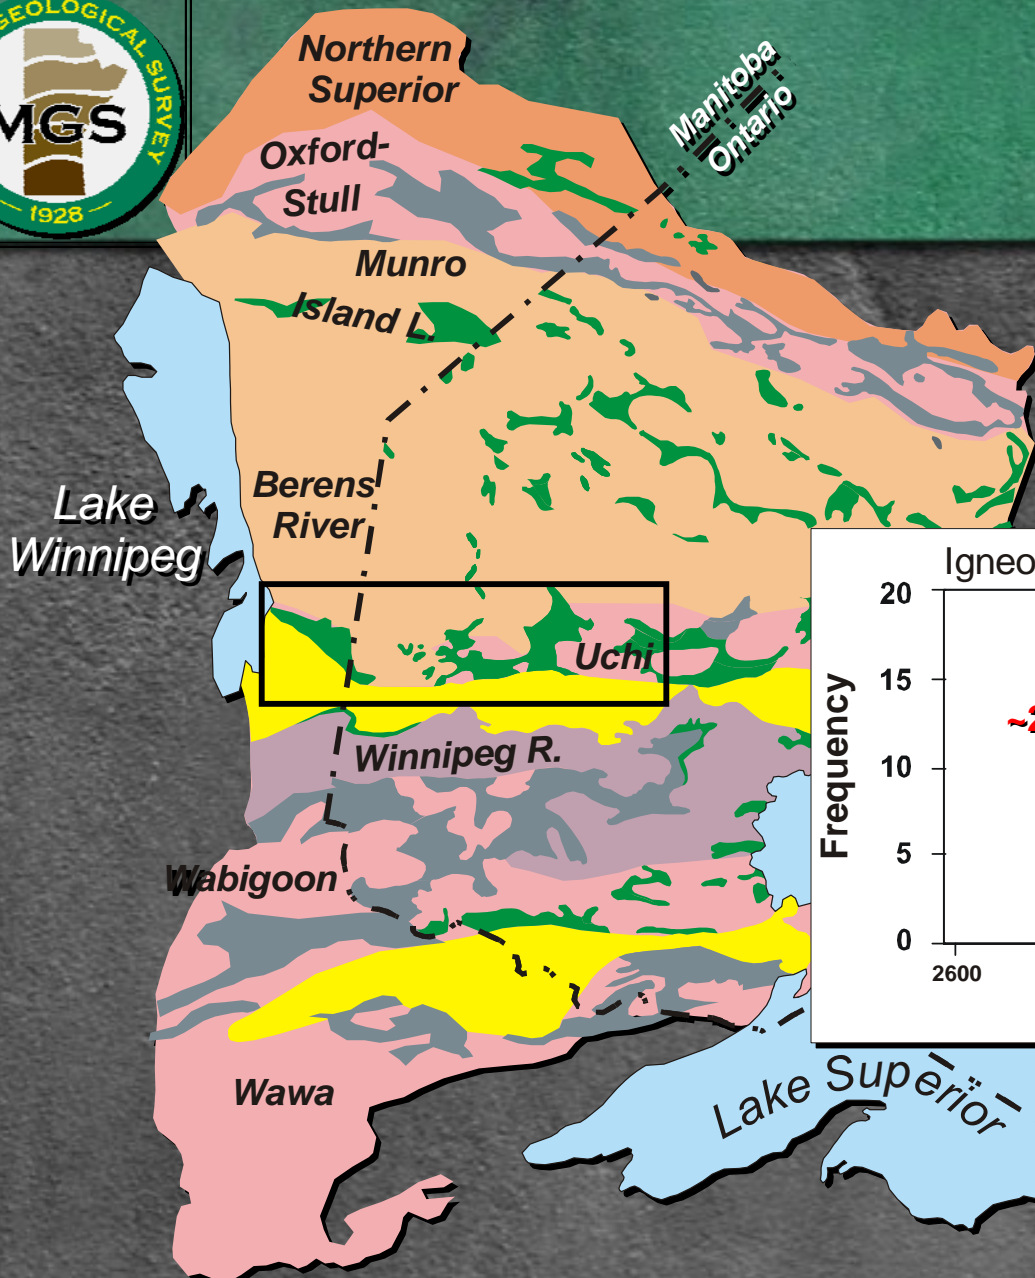 GEOLOGICAL SURVEY
MGS
1928
Northern
Superior
Manitoba
Ontario
Oxford-
Stull
Munro
Island L.
Lake
Winnipeg
Berens
River
Uchi
Winnipeg R.
Wabigoon
Wawa
Lake Superior
Frequency
20
15
10
5
0
2600